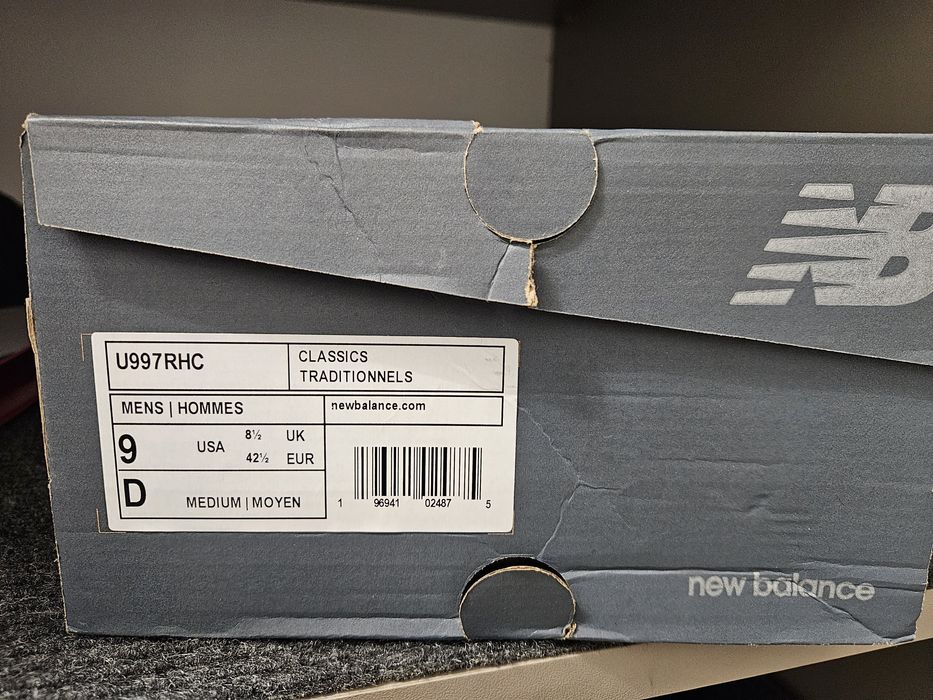 NB
U997RHC
CLASSICS
TRADITIONNELS
MENS | HOMMES
newbalance.com
9
USA
8½ UK
42½ EUR
D
MEDIUM | MOYEN
1 96941 02487 5
new balance